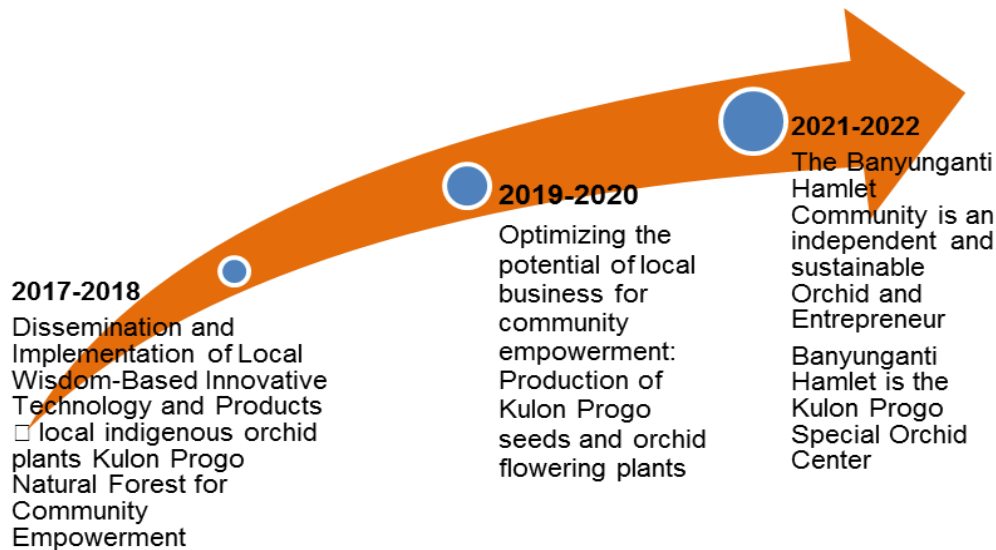 2017-2018
Dissemination and
Implementation of Local
Wisdom-Based Innovative
Technology and Products
□ local indigenous orchid
plants Kulon Progo
Natural Forest for
Community
Empowerment
2019-2020
Optimizing the
potential of local
business for
community
empowerment:
Production of
Kulon Progo
seeds and orchid
flowering plants
2021-2022
The Banyunganti
Hamlet
Community is an
independent and
sustainable
Orchid and
Entrepreneur
Banyunganti
Hamlet is the
Kulon Progo
Special Orchid
Center